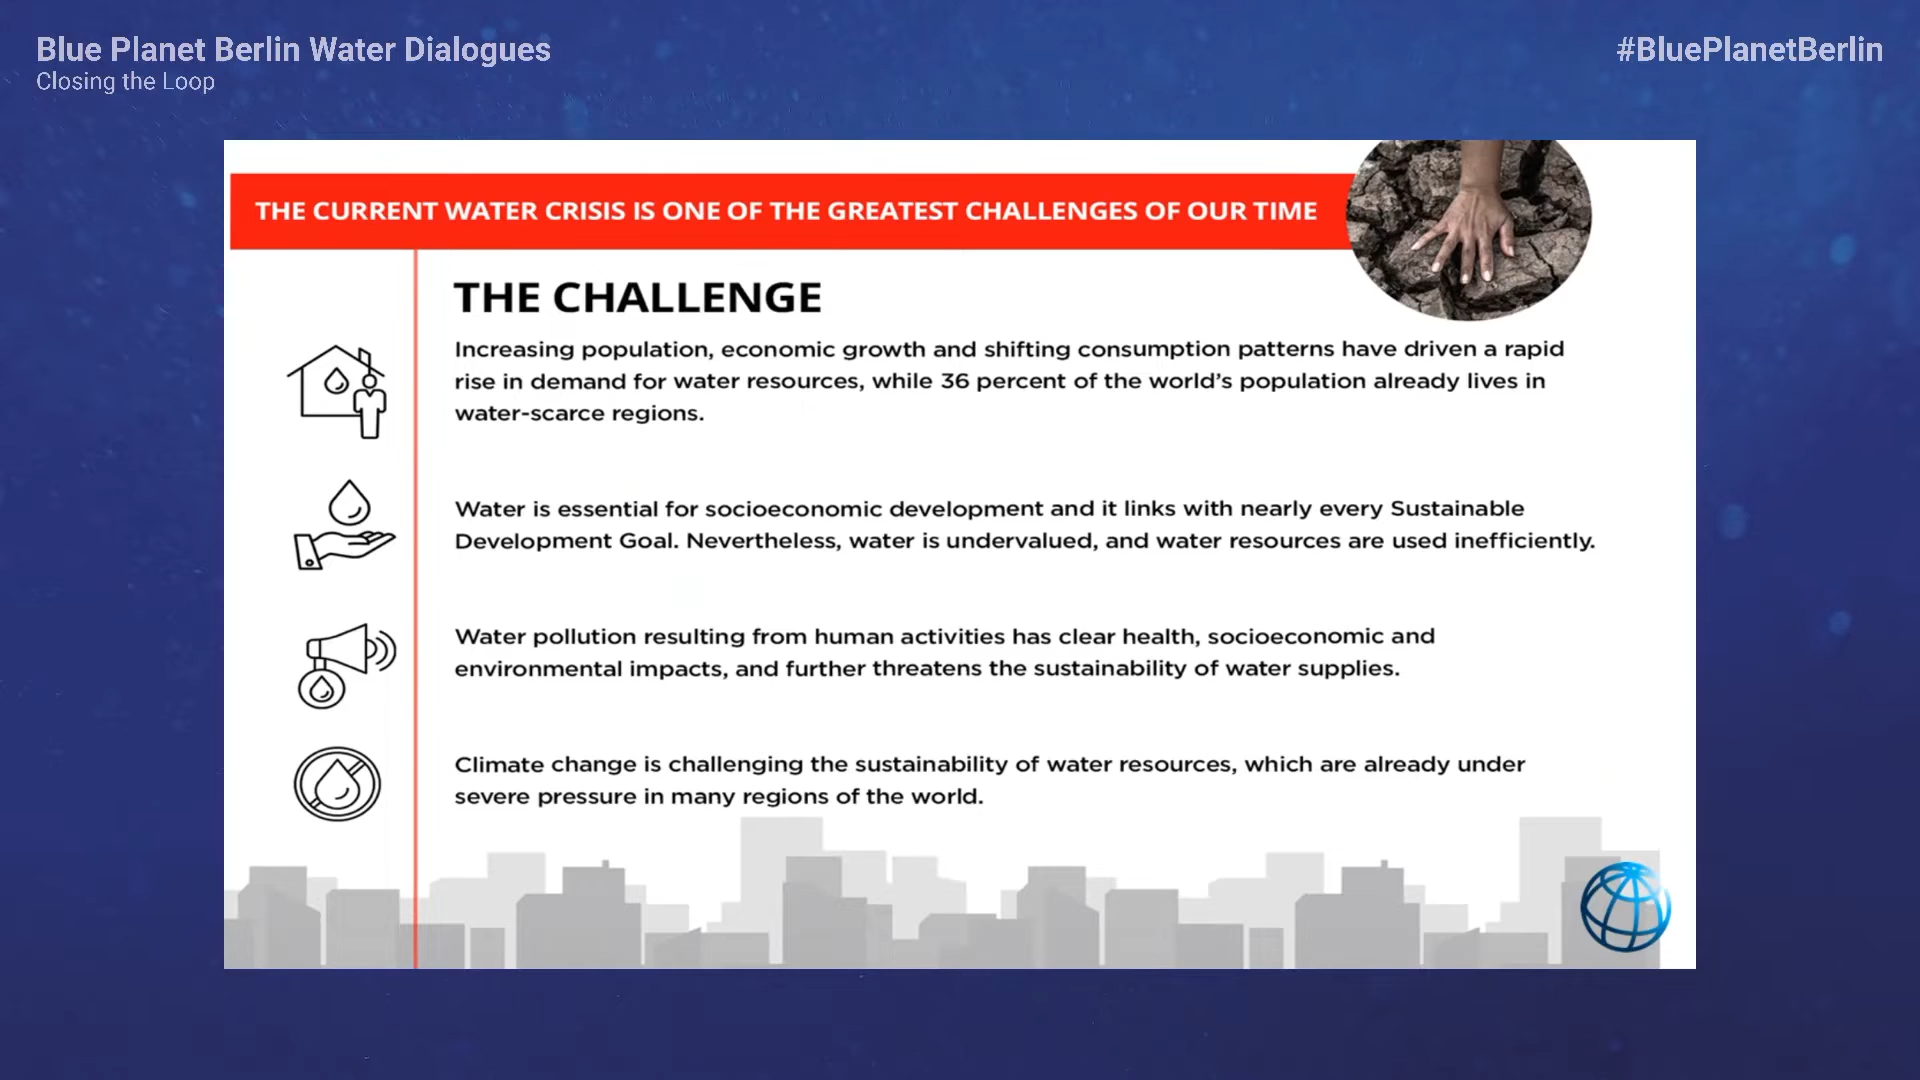 Blue Planet Berlin Water Dialogues
Closing the Loop
#BluePlanetBerlin
THE CURRENT WATER CRISIS IS ONE OF THE GREATEST CHALLENGES OF OUR TIME
THE CHALLENGE
Increasing population, economic growth and shifting consumption patterns have driven a rapid
rise in demand for water resources, while 36 percent of the world's population already lives in
water-scarce regions.
Water is essential for socioeconomic development and it links with nearly every Sustainable
Development Goal. Nevertheless, water is undervalued, and water resources are used inefficiently.
Water pollution resulting from human activities has clear health, socioeconomic and
environmental impacts, and further threatens the sustainability of water supplies.
Climate change is challenging the sustainability of water resources, which are already under
severe pressure in many regions of the world.